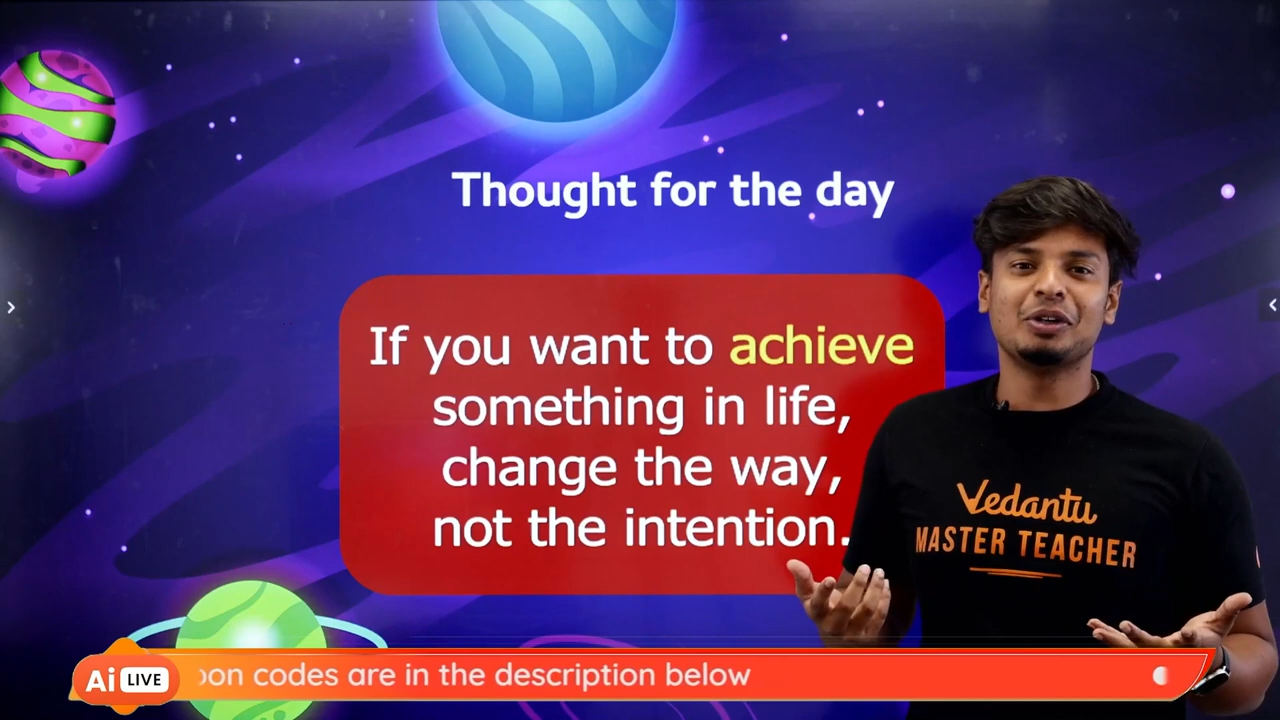 Thought for the day
If you want to achieve
something in life,
change the way,
not the intention.
Vedantu
MASTER TEACHER
Ai LIVE
codes are in the description below